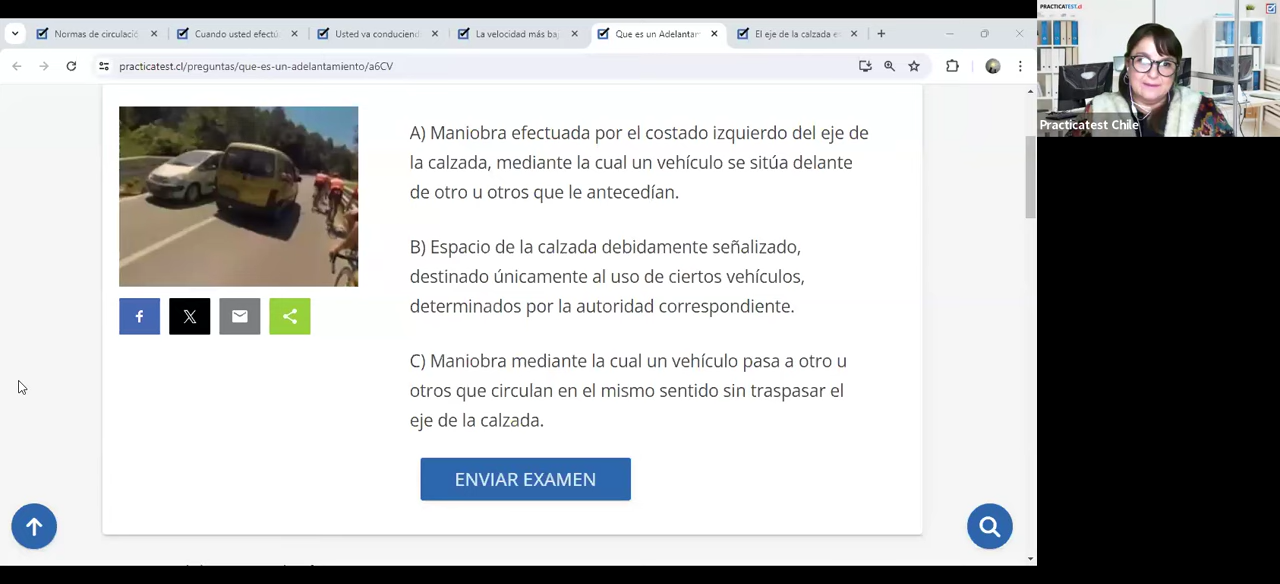 Normas de circulació
Cuando usted efectú
Usted va conduciend
La velocidad más ba
Que es un Adelantam
El eje de la calzada e
practicatest.cl/preguntas/que-es-un-adelantamiento/a6CV
PRACTICATEST.cl
Practicatest Chile
A) Maniobra efectuada por el costado izquierdo del eje de
la calzada, mediante la cual un vehículo se sitúa delante
de otro u otros que le antecedían.
B) Espacio de la calzada debidamente señalizado,
destinado únicamente al uso de ciertos vehículos,
determinados por la autoridad correspondiente.
C) Maniobra mediante la cual un vehículo pasa a otro u
otros que circulan en el mismo sentido sin traspasar el
eje de la calzada.
ENVIAR EXAMEN